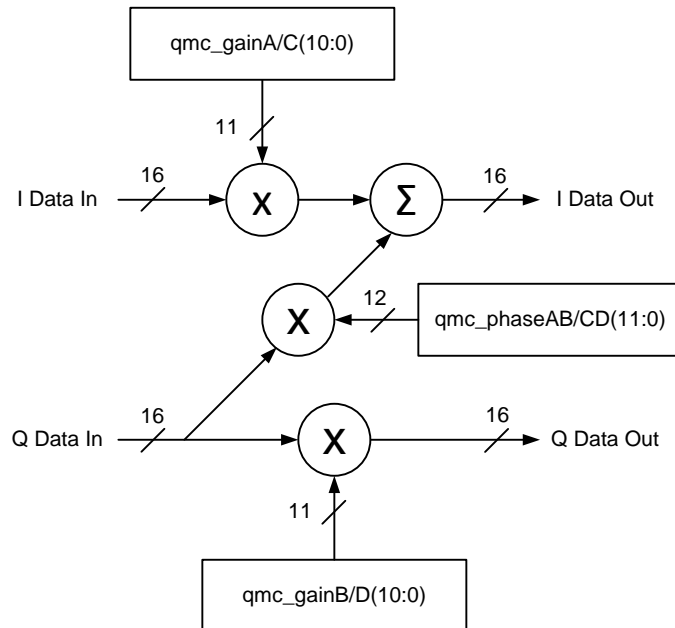 qmc_gainA/C(10:0)
11
I Data In
16
X
Σ
16
I Data Out
X
12
qmc_phaseAB/CD(11:0)
Q Data In
16
X
16
Q Data Out
11
qmc_gainB/D(10:0)